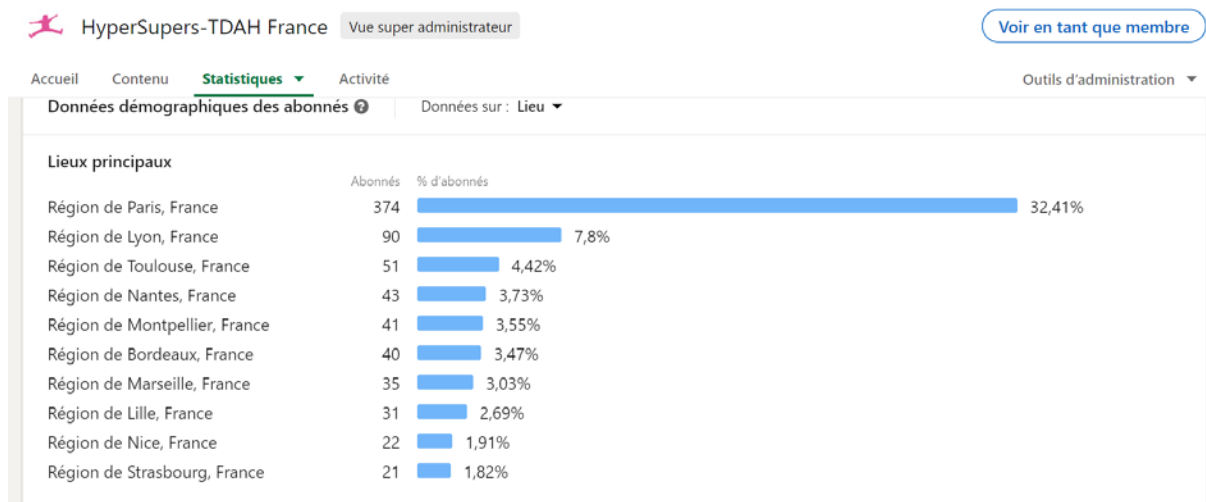 HyperSupers-TDAH France Vue super administrateur Voir en tant que membre
Accueil Contenu Statistiques Activité Outils d'administration
Données démographiques des abonnés ? Données sur : Lieu
Lieux principaux
Abonnés % d'abonnés
Région de Paris, France 374 32,41%
Région de Lyon, France 90 7,8%
Région de Toulouse, France 51 4,42%
Région de Nantes, France 43 3,73%
Région de Montpellier, France 41 3,55%
Région de Bordeaux, France 40 3,47%
Région de Marseille, France 35 3,03%
Région de Lille, France 31 2,69%
Région de Nice, France 22 1,91%
Région de Strasbourg, France 21 1,82%